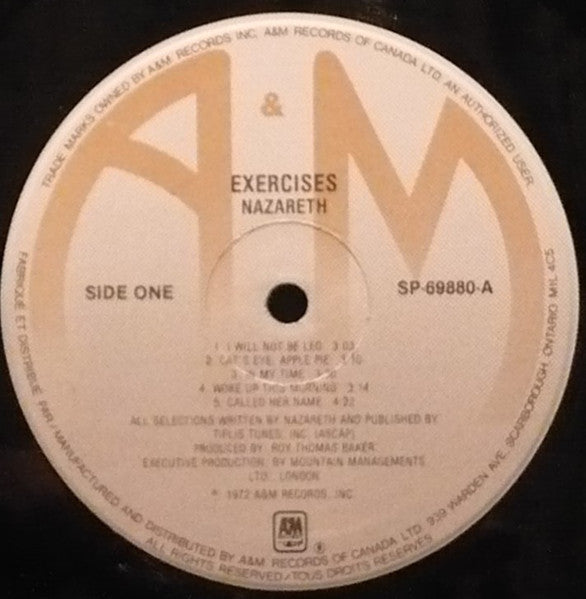 TRADE MARKS OWNED BY A&M RECORDS INC. A&M RECORDS OF CANADA LTD. AN AUTHORIZED USER
A & M
EXERCISES
NAZARETH
SIDE ONE
SP-69880-A
1. I WILL NOT BE LED 3:03
2. CAT'S EYE, APPLE PIE
3. IN MY TIME
4. WOKE UP THIS MORNING 3:14
5. CALLED HER NAME 4:22
ALL SELECTIONS WRITTEN BY NAZARETH AND PUBLISHED BY
TUNES, INC. (ASCAP)
PRODUCED BY: ROY THOMAS BAKER
EXECUTIVE PRODUCTION: BY MOUNTAIN MANAGEMENTS
LTD., LONDON
℗ 1972 A&M RECORDS, INC.
A&M RECORDS
®
FABRIQUÉ ET DISTRIBUÉ PAR/MANUFACTURED AND DISTRIBUTED BY A&M RECORDS OF CANADA LTD. 939 WARDEN AVE. SCARBOROUGH, ONTARIO M1L 4C5
ALL RIGHTS RESERVED/TOUS DROITS RÉSERVÉS